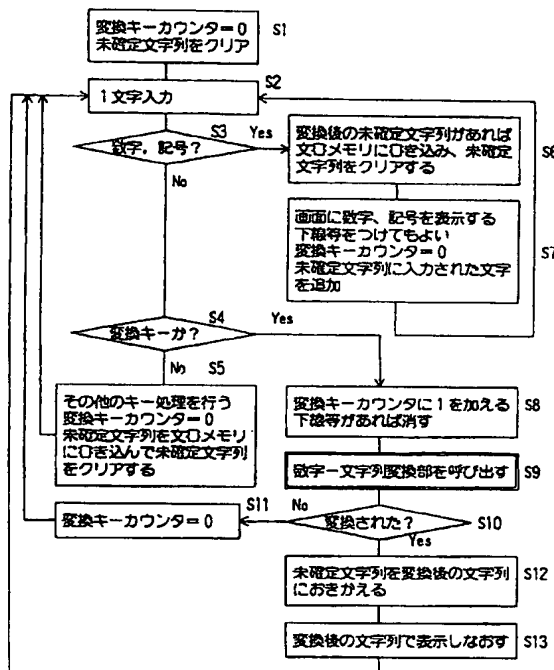 変換キーカウンタ=0
未確定文字列をクリア
S1
S2
1文字入力
S3
数字，記号？
Yes
No
変換後の未確定文字列があれば
メモリに き込み、未確定
文字列をクリアする
S6
画面に数字、記号を表示する
下線等をつけてもよい
変換キーカウンタ=0
未確定文字列に入力された文字
を追加
S7
S4
変換キーか？
Yes
No
S5
その他のキー処理を行う
変換キーカウンタ=0
未確定文字列を メモリ
に き込んで未確定文字列
をクリアする
変換キーカウンタに1を加える
下線等があれば消す
S8
数字－文字列変換部を呼び出す
S9
S11
変換キーカウンタ=0
No
変換された？
S10
Yes
未確定文字列を変換後の文字列
におきかえる
S12
変換後の文字列で表示しなおす
S13